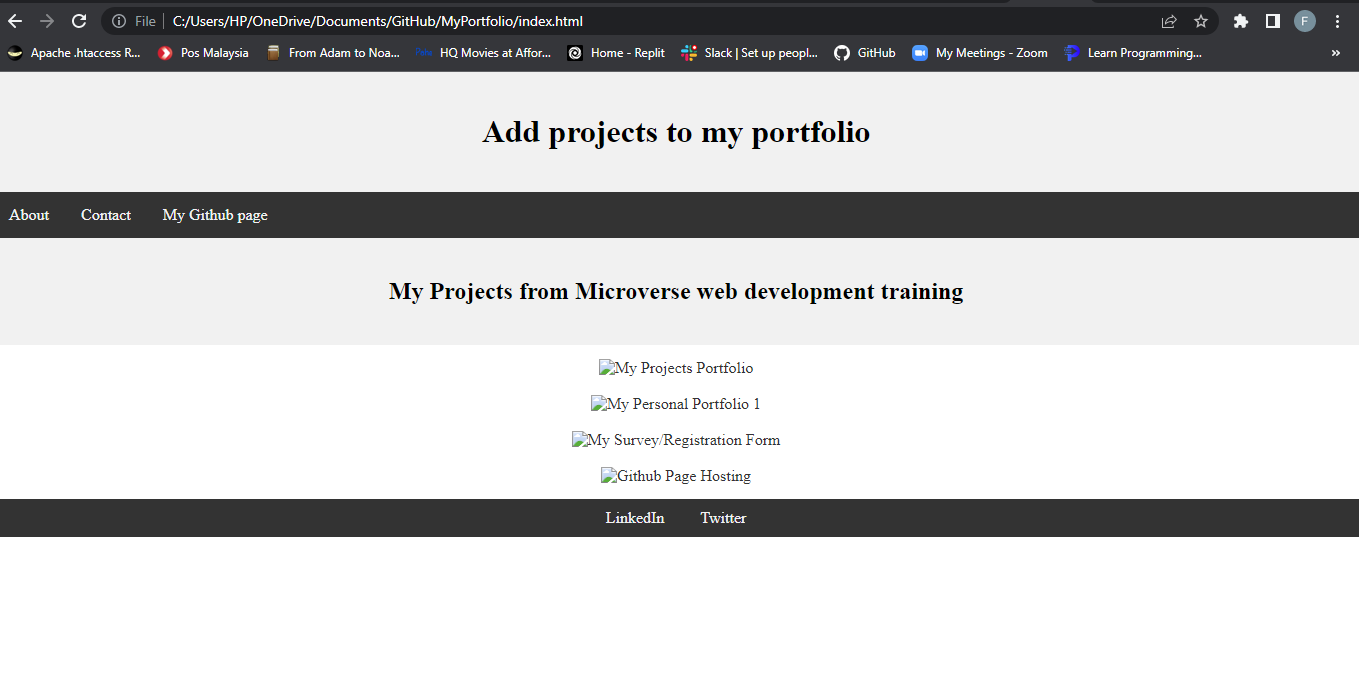 File C:/Users/HP/OneDrive/Documents/GitHub/MyPortfolio/index.html F
Apache .htaccess R... Pos Malaysia From Adam to Noa... HQ Movies at Affor... Home - Replit Slack | Set up peopl... GitHub My Meetings - Zoom Learn Programming... »
Add projects to my portfolio
About Contact My Github page
My Projects from Microverse web development training
My Projects Portfolio
My Personal Portfolio 1
My Survey/Registration Form
Github Page Hosting
LinkedIn Twitter